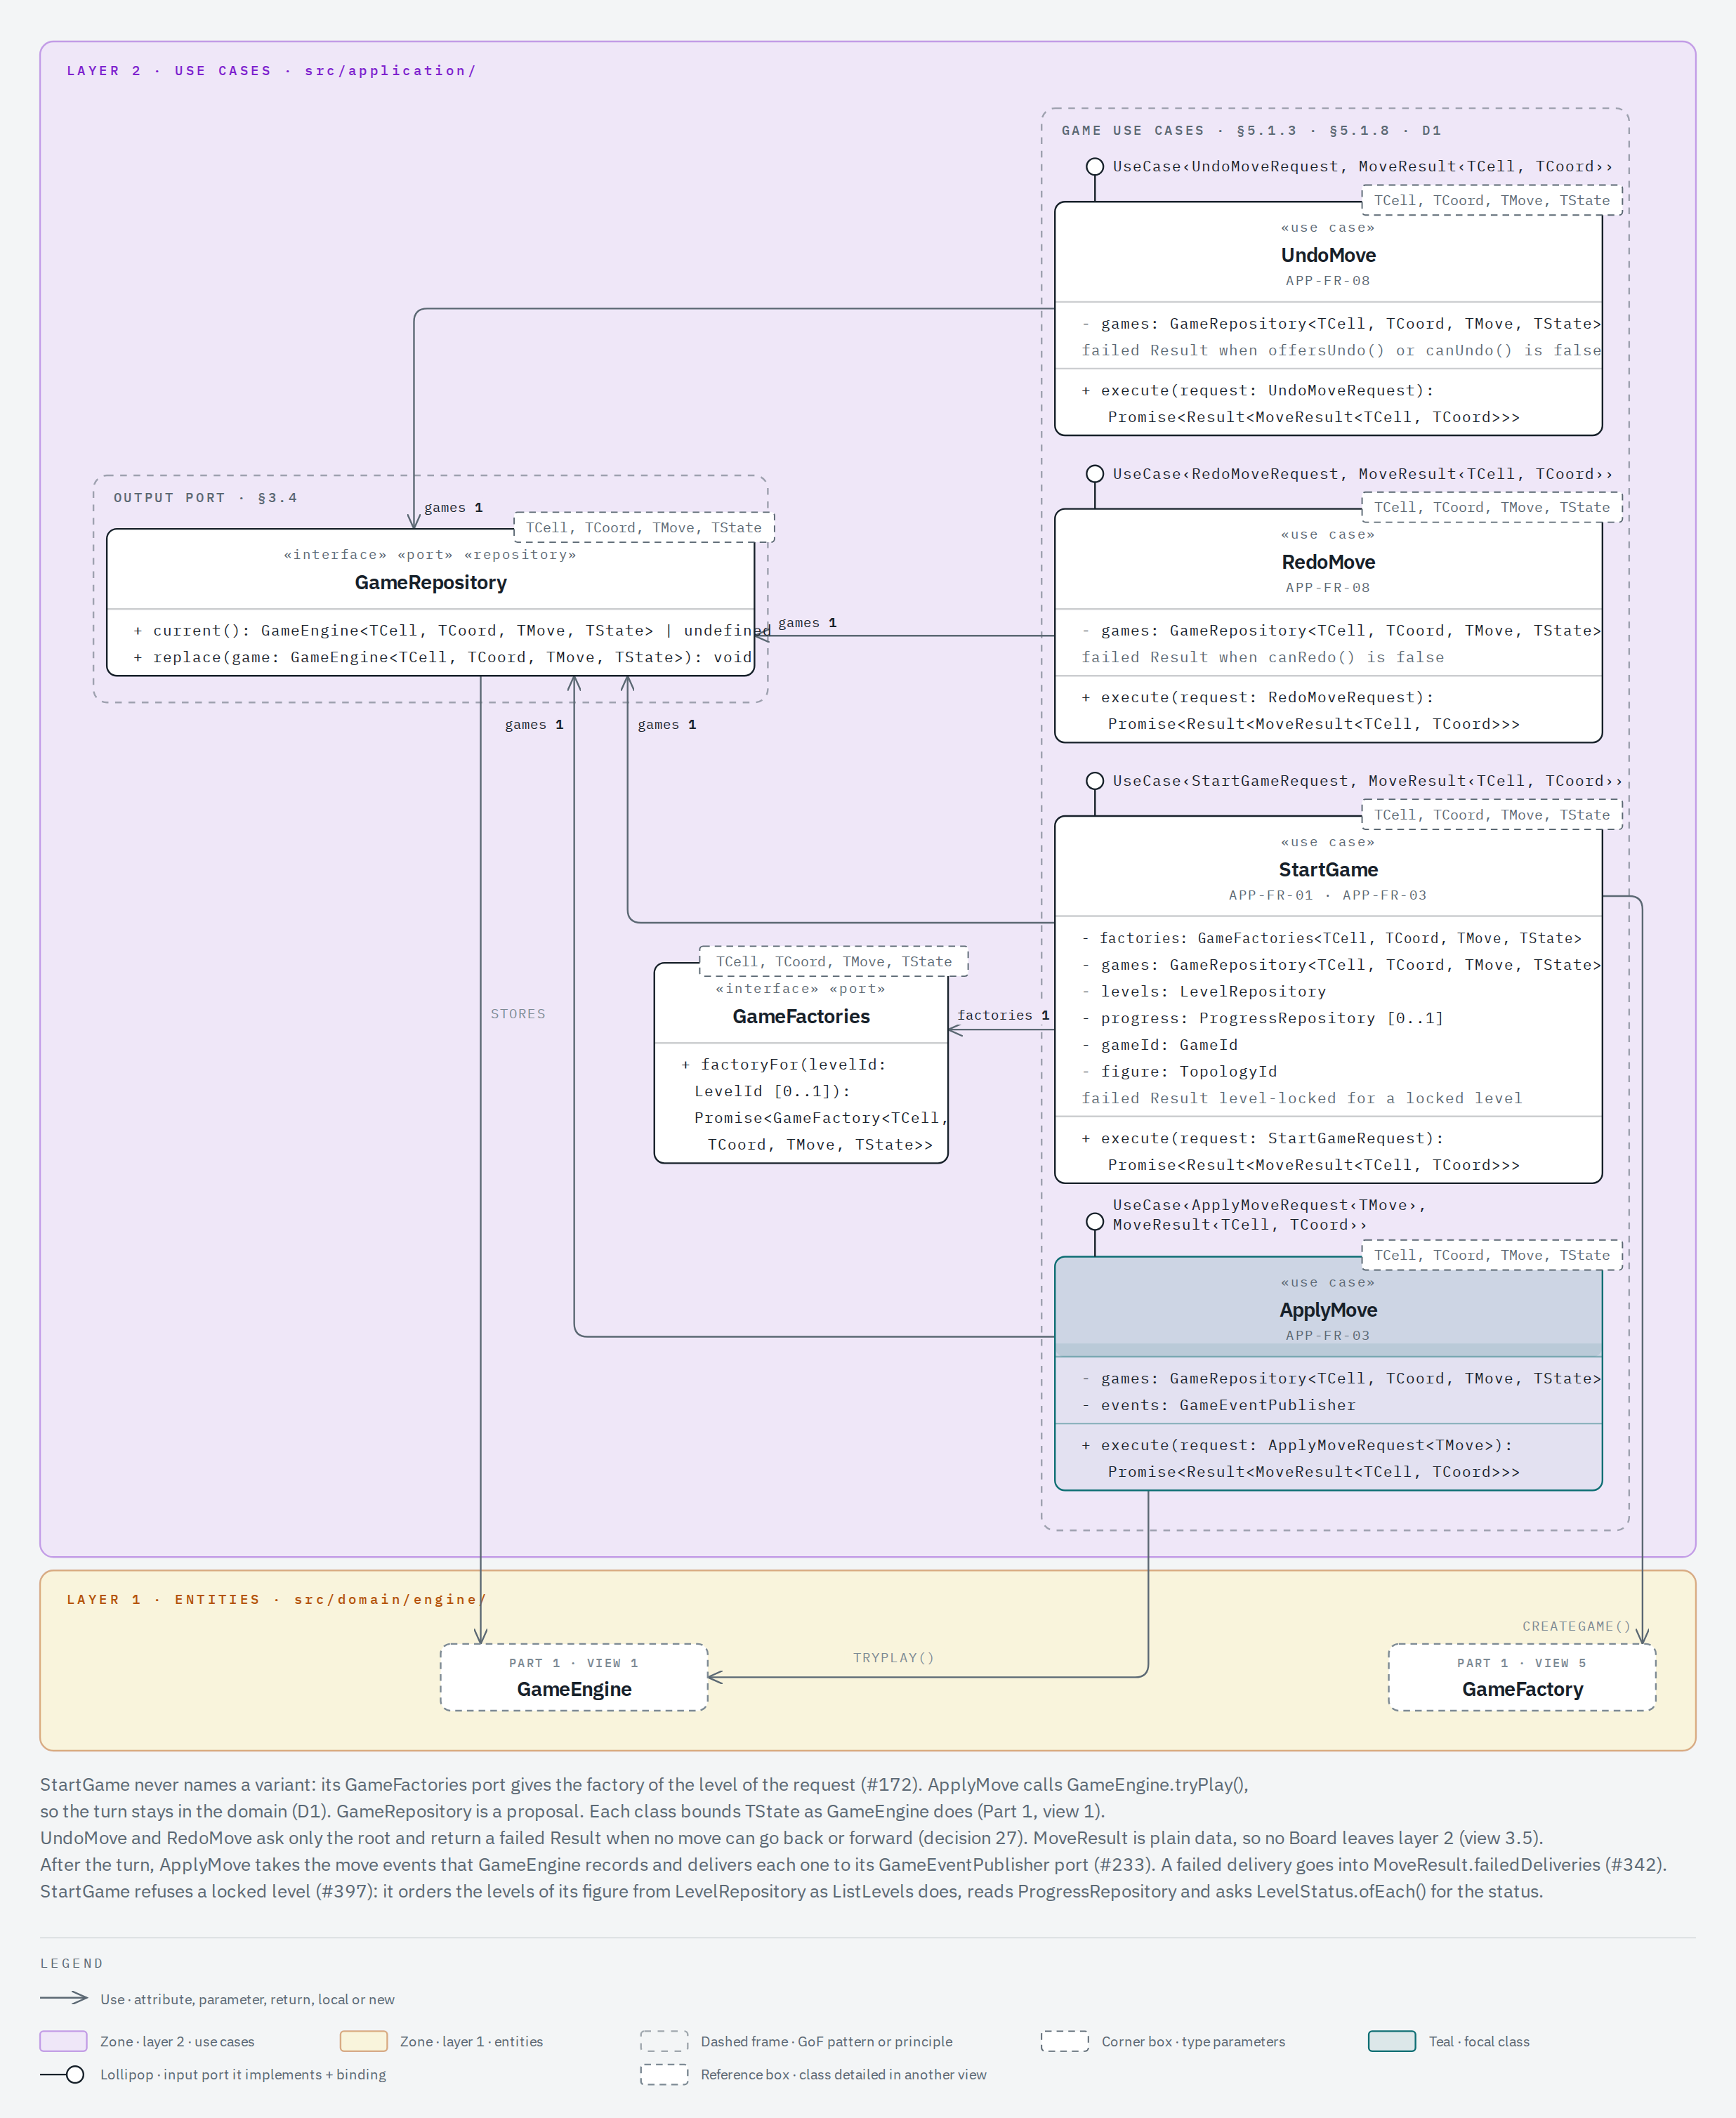 LAYER 2 · USE CASES · src/application/
GAME USE CASES · §5.1.3 · §5.1.8 · D1
UseCase‹UndoMoveRequest, MoveResult‹TCell, TCoord››
TCell, TCoord, TMove, TState
«use case»
UndoMove
APP-FR-08
- games: GameRepository<TCell, TCoord, TMove, TState>
failed Result when offersUndo() or canUndo() is false
+ execute(request: UndoMoveRequest):
Promise<Result<MoveResult<TCell, TCoord>>>
OUTPUT PORT · §3.4
games 1
TCell, TCoord, TMove, TState
«interface» «port» «repository»
GameRepository
+ current(): GameEngine<TCell, TCoord, TMove, TState> | undefined
+ replace(game: GameEngine<TCell, TCoord, TMove, TState>): void
games 1
games 1
games 1
UseCase‹RedoMoveRequest, MoveResult‹TCell, TCoord››
TCell, TCoord, TMove, TState
«use case»
RedoMove
APP-FR-08
- games: GameRepository<TCell, TCoord, TMove, TState>
failed Result when canRedo() is false
+ execute(request: RedoMoveRequest):
Promise<Result<MoveResult<TCell, TCoord>>>
UseCase‹StartGameRequest, MoveResult‹TCell, TCoord››
TCell, TCoord, TMove, TState
«use case»
StartGame
APP-FR-01 · APP-FR-03
- factories: GameFactories<TCell, TCoord, TMove, TState>
- games: GameRepository<TCell, TCoord, TMove, TState>
- levels: LevelRepository
- progress: ProgressRepository [0..1]
- gameId: GameId
- figure: TopologyId
failed Result level-locked for a locked level
+ execute(request: StartGameRequest):
Promise<Result<MoveResult<TCell, TCoord>>>
TCell, TCoord, TMove, TState
«interface» «port»
GameFactories
+ factoryFor(levelId:
LevelId [0..1]):
Promise<GameFactory<TCell,
TCoord, TMove, TState>>
factories 1
STORES
UseCase‹ApplyMoveRequest‹TMove›,
MoveResult‹TCell, TCoord››
TCell, TCoord, TMove, TState
«use case»
ApplyMove
APP-FR-03
- games: GameRepository<TCell, TCoord, TMove, TState>
- events: GameEventPublisher
+ execute(request: ApplyMoveRequest<TMove>):
Promise<Result<MoveResult<TCell, TCoord>>>
LAYER 1 · ENTITIES · src/domain/engine/
CREATEGAME()
TRYPLAY()
PART 1 · VIEW 1
GameEngine
PART 1 · VIEW 5
GameFactory
StartGame never names a variant: its GameFactories port gives the factory of the level of the request (#172). ApplyMove calls GameEngine.tryPlay(),
so the turn stays in the domain (D1). GameRepository is a proposal. Each class bounds TState as GameEngine does (Part 1, view 1).
UndoMove and RedoMove ask only the root and return a failed Result when no move can go back or forward (decision 27). MoveResult is plain data, so no Board leaves layer 2 (view 3.5).
After the turn, ApplyMove takes the move events that GameEngine records and delivers each one to its GameEventPublisher port (#233). A failed delivery goes into MoveResult.failedDeliveries (#342).
StartGame refuses a locked level (#397): it orders the levels of its figure from LevelRepository as ListLevels does, reads ProgressRepository and asks LevelStatus.ofEach() for the status.
LEGEND
Use · attribute, parameter, return, local or new
Zone · layer 2 · use cases
Zone · layer 1 · entities
Dashed frame · GoF pattern or principle
Corner box · type parameters
Teal · focal class
Lollipop · input port it implements + binding
Reference box · class detailed in another view